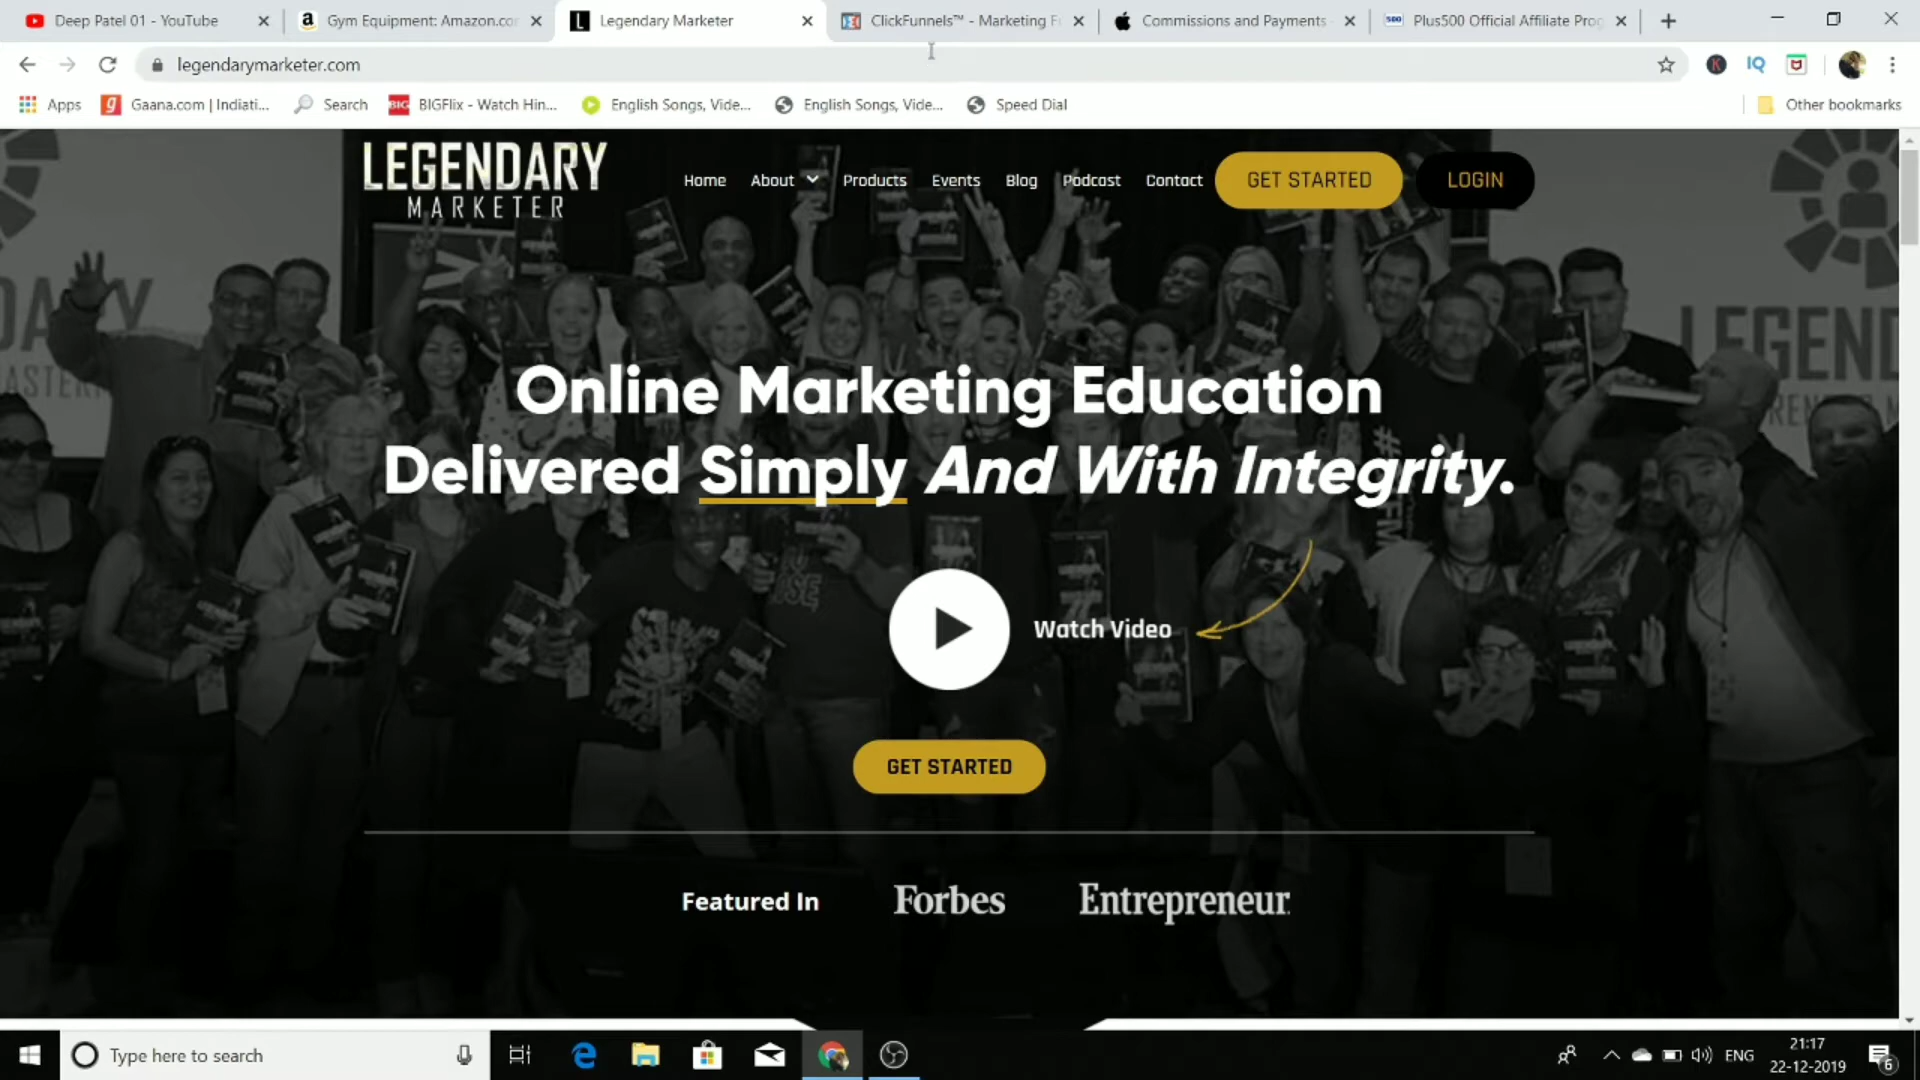 Deep Patel 01 - YouTube
Gym Equipment: Amazon.co
Legendary Marketer
ClickFunnels™ - Marketing F
Commissions and Payments -
Plus500 Official Affiliate Prog
legendarymarketer.com
IQ
Apps
Gaana.com | Indiati...
Search
BIGFlix - Watch Hin...
English Songs, Vide...
English Songs, Vide...
Speed Dial
Other bookmarks
LEGENDARY
MARKETER
Home
About
Products
Events
Blog
Podcast
Contact
GET STARTED
LOGIN
Online Marketing Education
Delivered Simply And With Integrity.
Watch Video
GET STARTED
Featured In
Forbes
Entrepreneur
Type here to search
ENG
21:17
22-12-2019
6